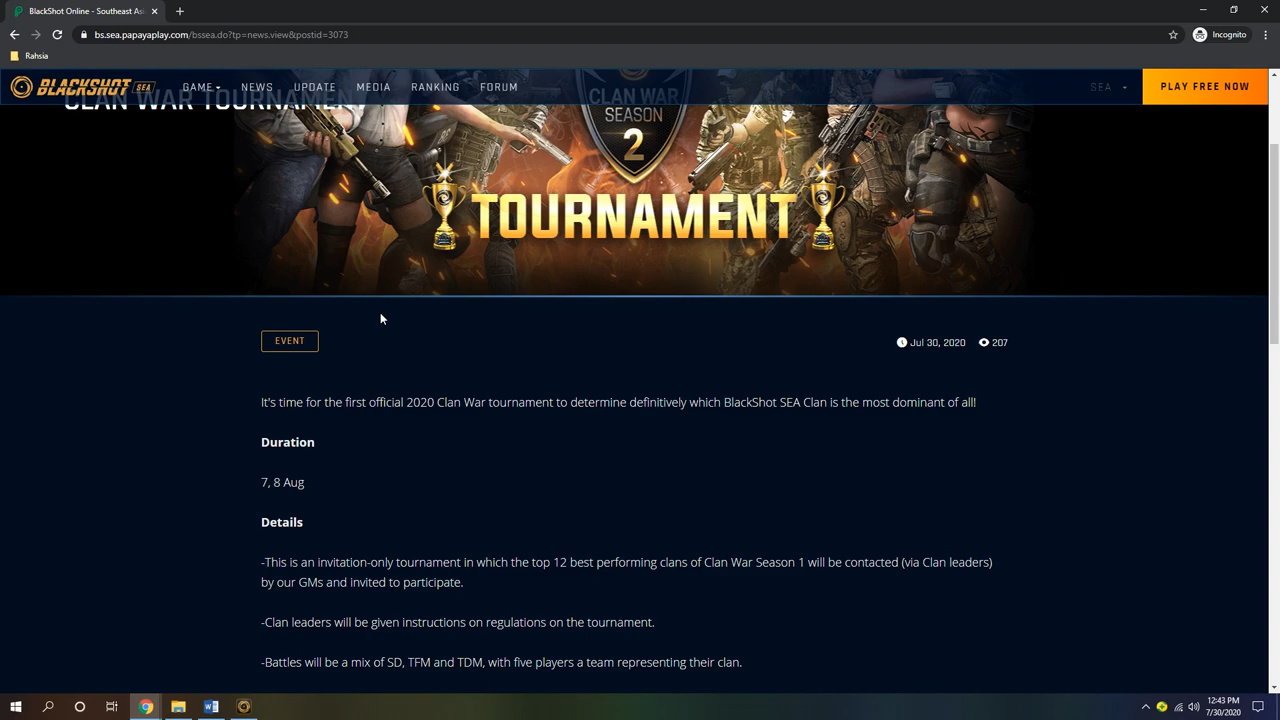 BlackShot Online - Southeast Asi
bs.sea.papayaplay.com/bssea.do?tp=news.view&postid=3073
Incognito
Rahsia
BLACKSHOT SEA
GAME
NEWS
UPDATE
MEDIA
RANKING
FORUM
SEA
PLAY FREE NOW
CLAN WAR TOURNAMENT
CLAN WAR
SEASON
2
TOURNAMENT
EVENT
Jul 30, 2020
207
It's time for the first official 2020 Clan War tournament to determine definitively which BlackShot SEA Clan is the most dominant of all!
Duration
7, 8 Aug
Details
-This is an invitation-only tournament in which the top 12 best performing clans of Clan War Season 1 will be contacted (via Clan leaders)
by our GMs and invited to participate.
-Clan leaders will be given instructions on regulations on the tournament.
-Battles will be a mix of SD, TFM and TDM, with five players a team representing their clan.
12:43 PM
7/30/2020